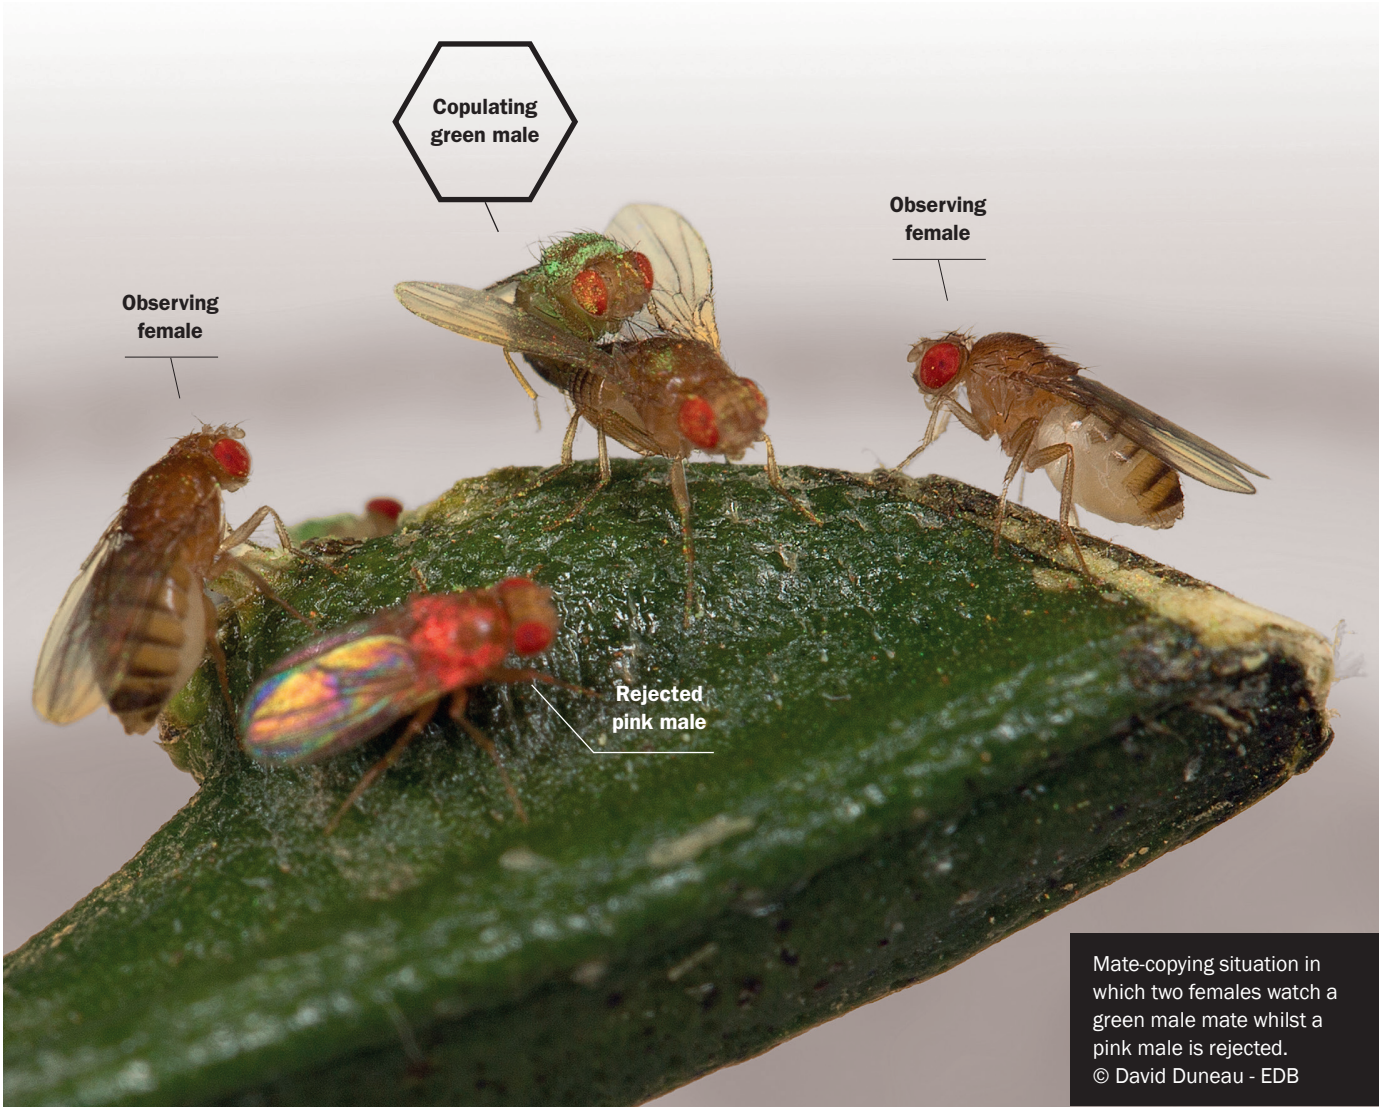 Copulating
green male
Observing
female
Observing
female
Rejected
pink male
Mate-copying situation in
which two females watch a
green male mate whilst a
pink male is rejected.
© David Duneau - EDB